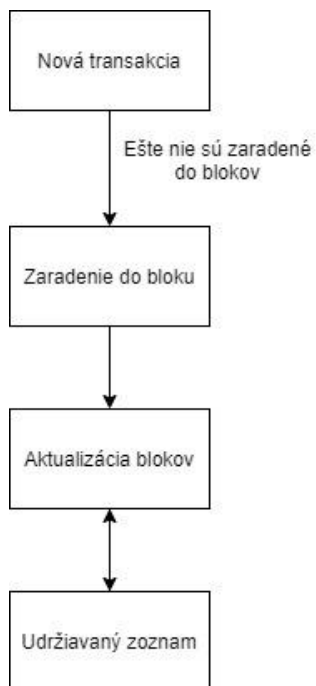 Nová transakcia
Ešte nie sú zaradené
do blokov
Zaradenie do bloku
Aktualizácia blokov
Udržiavaný zoznam